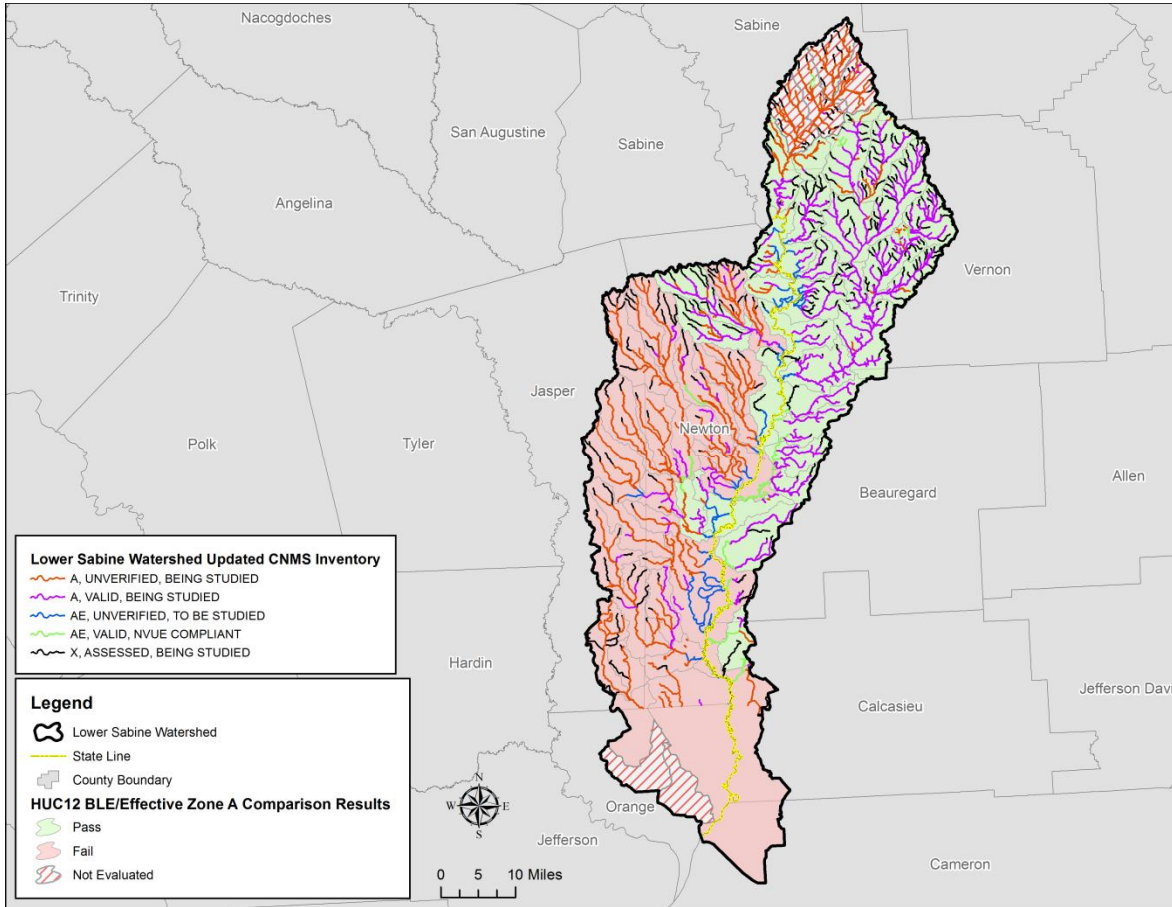 Nacogdoches
Sabine
San Augustine
Sabine
Angelina
Vernon
Trinity
Jasper
Newton
Polk
Tyler
Beauregard
Allen
Lower Sabine Watershed Updated CNMS Inventory
A, UNVERIFIED, BEING STUDIED
A, VALID, BEING STUDIED
AE, UNVERIFIED, TO BE STUDIED
AE, VALID, NVUE COMPLIANT
X, ASSESSED, BEING STUDIED
Hardin
Jefferson Davi
Calcasieu
Legend
Lower Sabine Watershed
State Line
County Boundary
HUC12 BLE/Effective Zone A Comparison Results
Pass
Fail
Not Evaluated
N
W E
S
Orange
Jefferson
Cameron
0 5 10 Miles